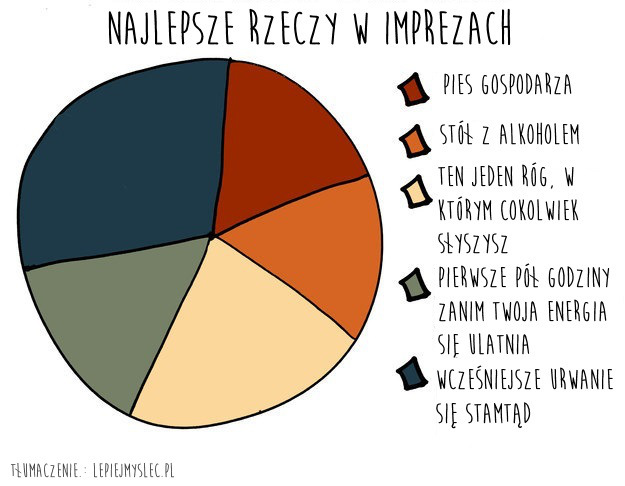 NAJLEPSZE RZECZY W IMPREZACH
PIES GOSPODARZA
STÓŁ Z ALKOHOLEM
TEN JEDEN RÓG, W
KTÓRYM COKOLWIEK
SŁYSZYSZ
PIERWSZE PÓŁ GODZINY
ZANIM TWOJA ENERGIA
SIĘ ULATNIA
WCZEŚNIEJSZE URWANIE
SIĘ STAMTĄD
TŁUMACZENIE.: LEPIEJMYSLEC.PL